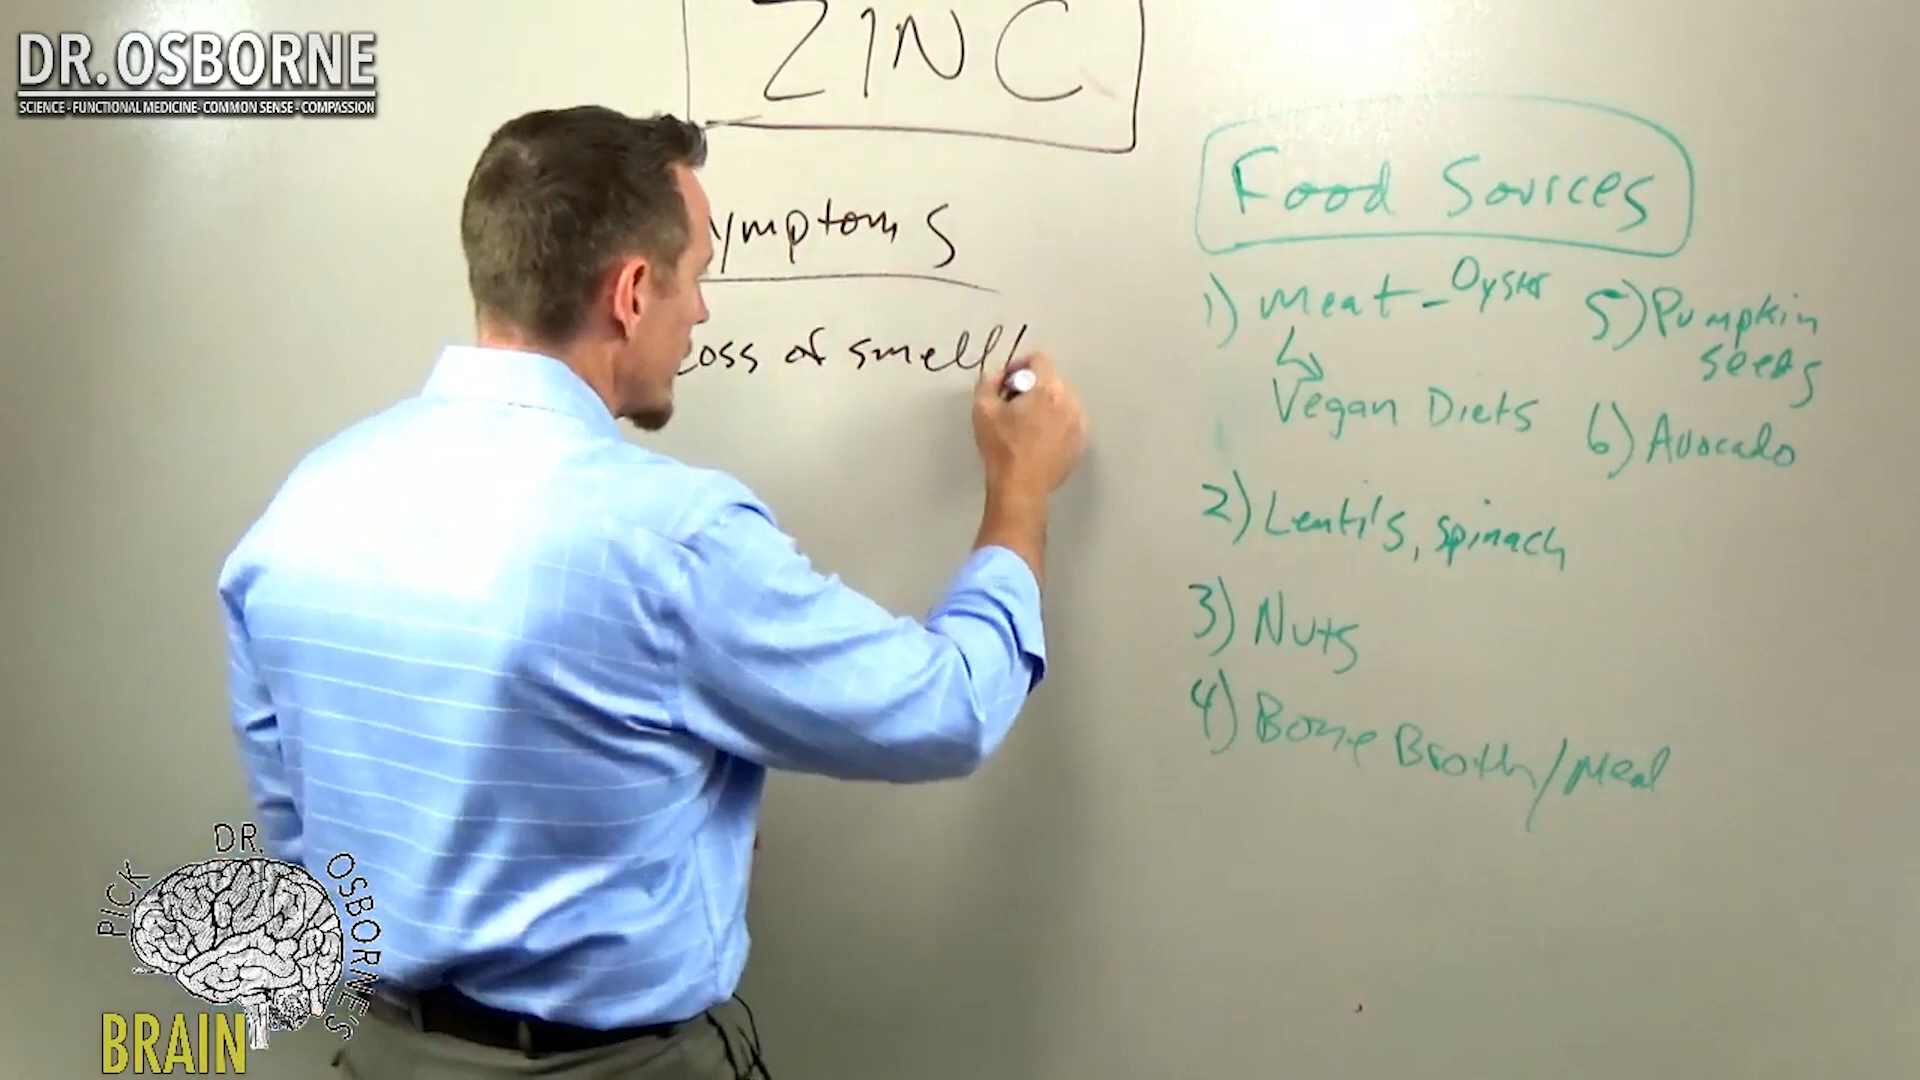 DR. OSBORNE
SCIENCE - FUNCTIONAL MEDICINE - COMMON SENSE - COMPASSION
ZINC
ymptoms
Loss of smell/
Food Sources
1) Meat - Oyster
Vegan Diets
2) Lentils, spinach
3) Nuts
4) Bone Broth/Meal
5) Pumpkin
seeds
6) Avocado
PICK DR. OSBORNE'S
BRAIN